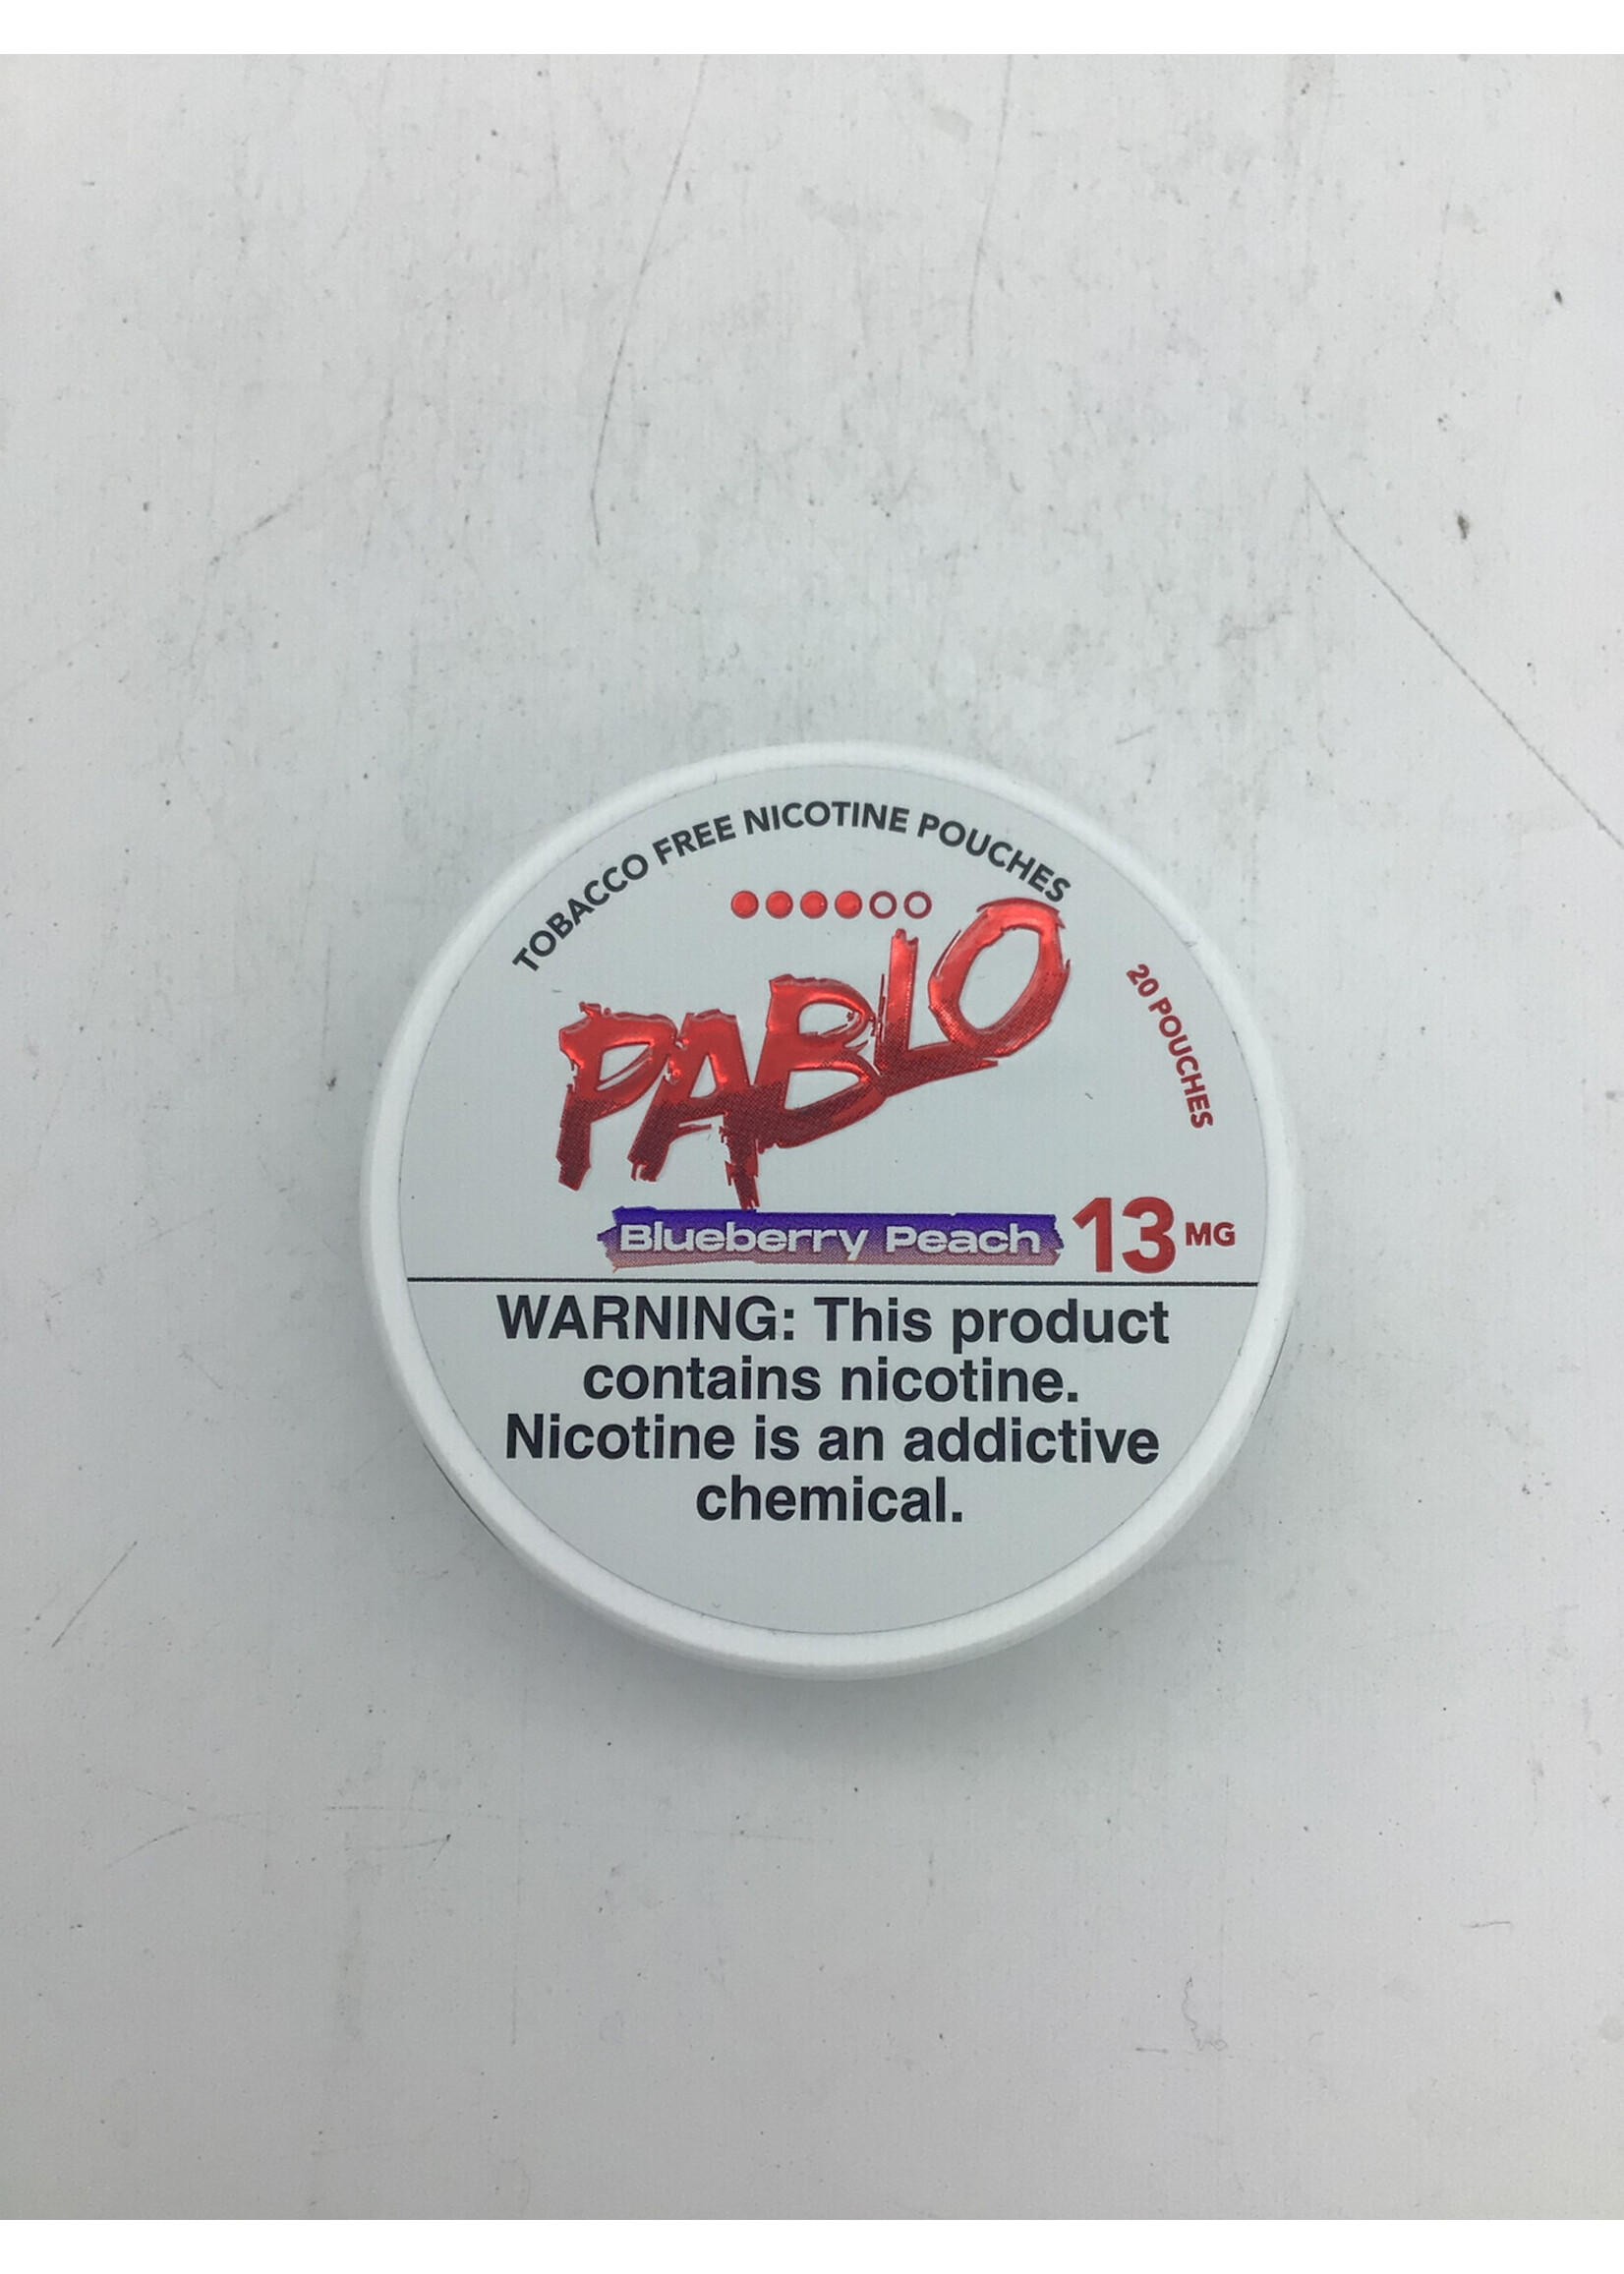 TOBACCO FREE NICOTINE POUCHES
PABLO
20 POUCHES
Blueberry Peach
13 MG
WARNING: This product
contains nicotine.
Nicotine is an addictive
chemical.